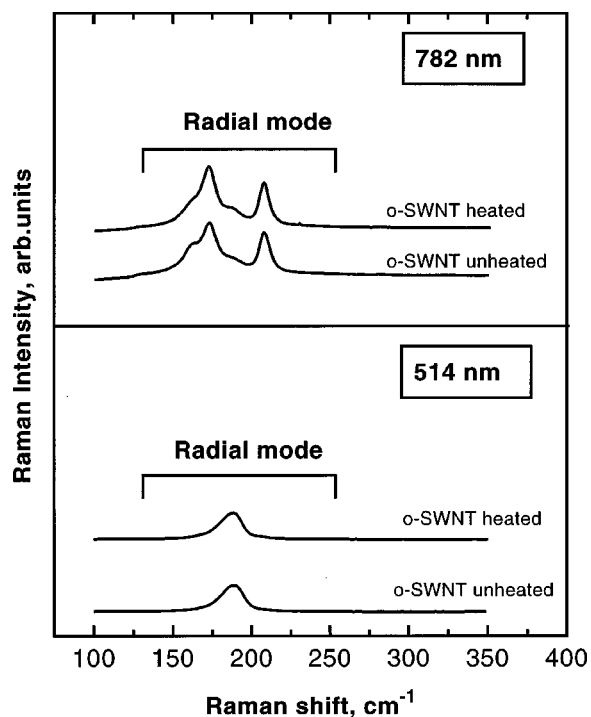 782 nm
Radial mode
o-SWNT heated
o-SWNT unheated
514 nm
Radial mode
o-SWNT heated
o-SWNT unheated
Raman Intensity, arb.units
100 150 200 250 300 350 400
Raman shift, cm⁻¹